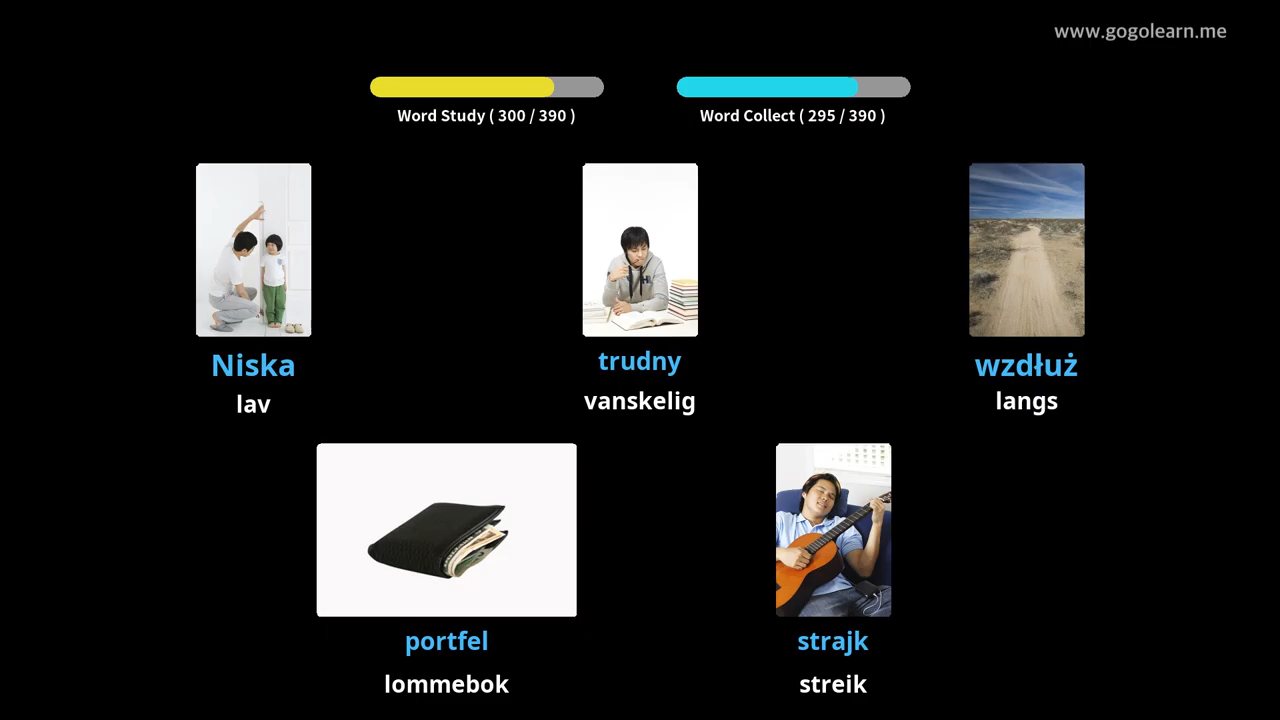 www.gogolearn.me
Word Study ( 300 / 390 )
Word Collect ( 295 / 390 )
Niska
lav
trudny
vanskelig
wzdłuż
langs
portfel
lommebok
strajk
streik